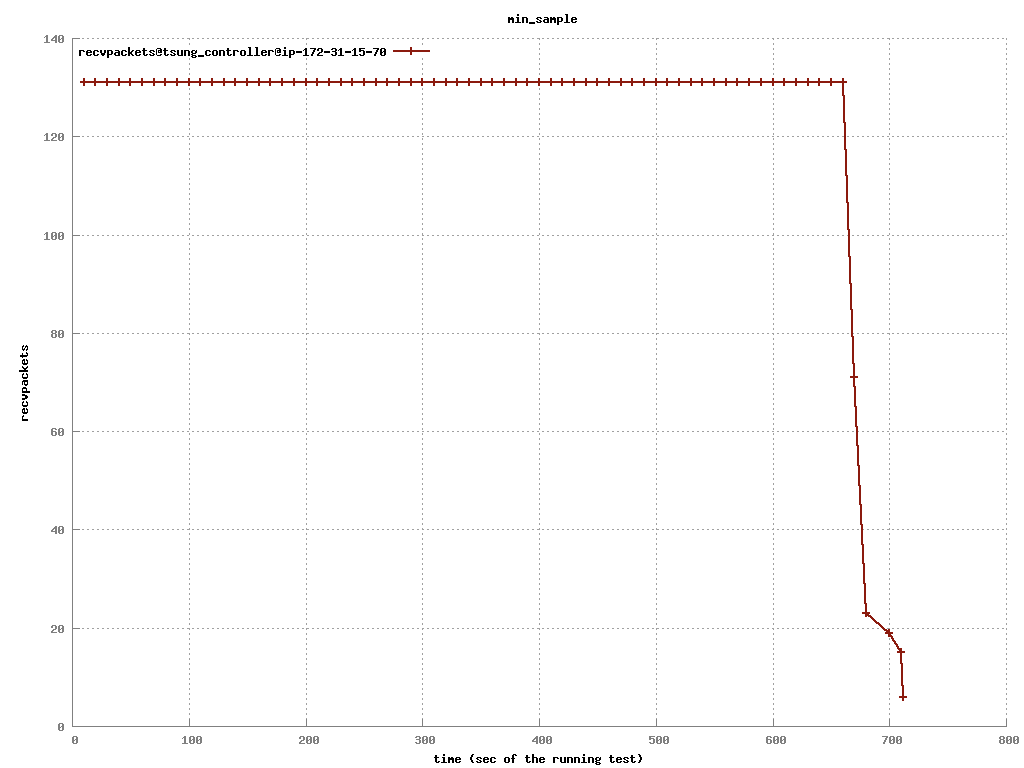 min_sample
140
recvpackets@tsung_controller@ip-172-31-15-70
120
100
80
recvpackets
60
40
20
0
0 100 200 300 400 500 600 700 800
time (sec of the running test)